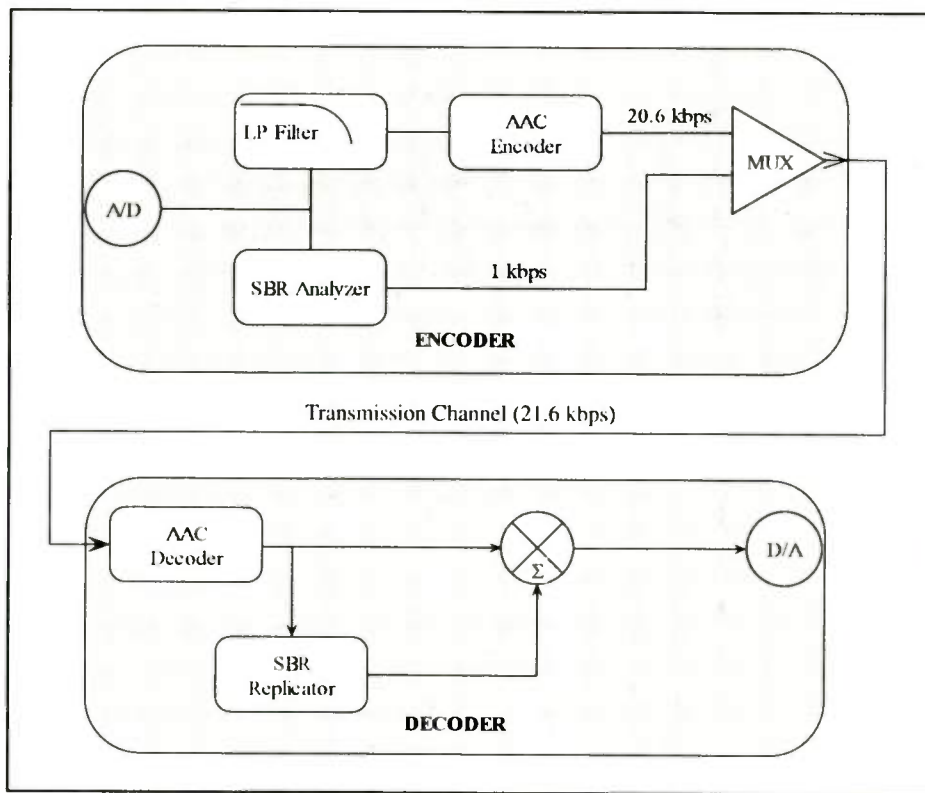 LP Filter
AAC
Encoder
20.6 kbps
MUX
A/D
SBR Analyzer
1 kbps
ENCODER
Transmission Channel (21.6 kbps)
AAC
Decoder
Σ
D/A
SBR
Replicator
DECODER